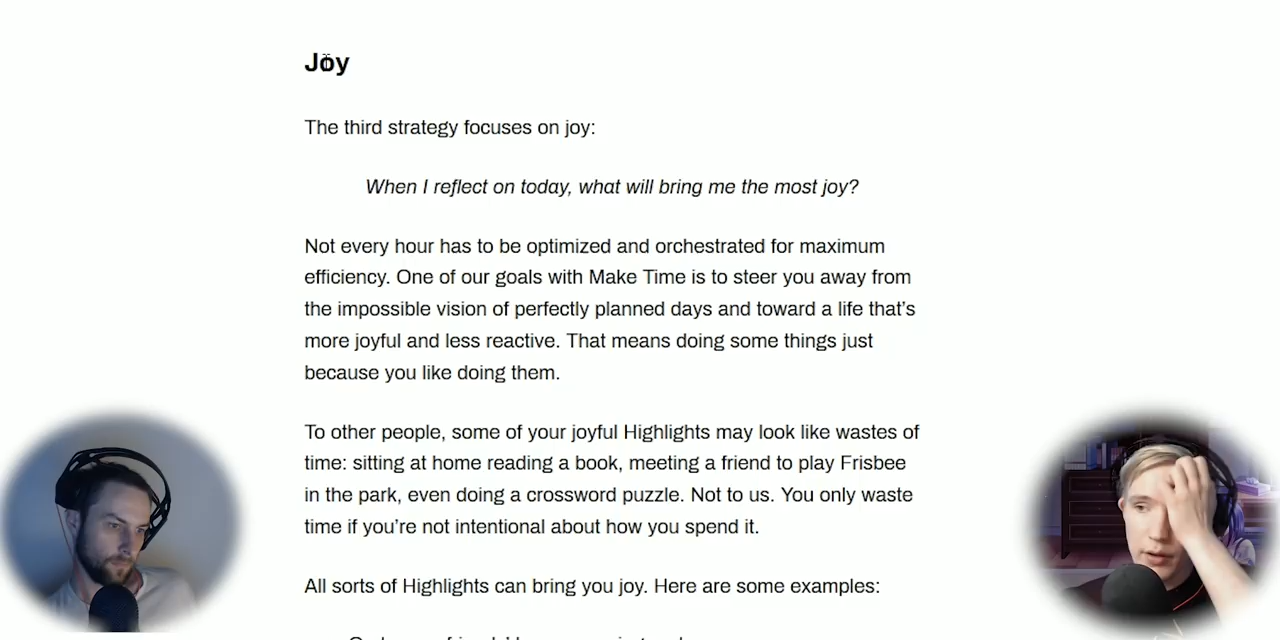 Joy
The third strategy focuses on joy:
When I reflect on today, what will bring me the most joy?
Not every hour has to be optimized and orchestrated for maximum
efficiency. One of our goals with Make Time is to steer you away from
the impossible vision of perfectly planned days and toward a life that’s
more joyful and less reactive. That means doing some things just
because you like doing them.
To other people, some of your joyful Highlights may look like wastes of
time: sitting at home reading a book, meeting a friend to play Frisbee
in the park, even doing a crossword puzzle. Not to us. You only waste
time if you’re not intentional about how you spend it.
All sorts of Highlights can bring you joy. Here are some examples: